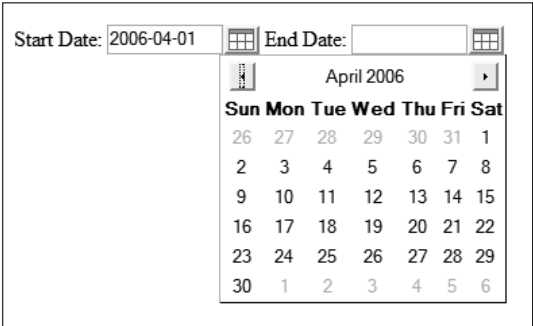 Start Date: 2006-04-01 End Date:
April 2006
Sun Mon Tue Wed Thu Fri Sat
26 27 28 29 30 31 1
2 3 4 5 6 7 8
9 10 11 12 13 14 15
16 17 18 19 20 21 22
23 24 25 26 27 28 29
30 1 2 3 4 5 6